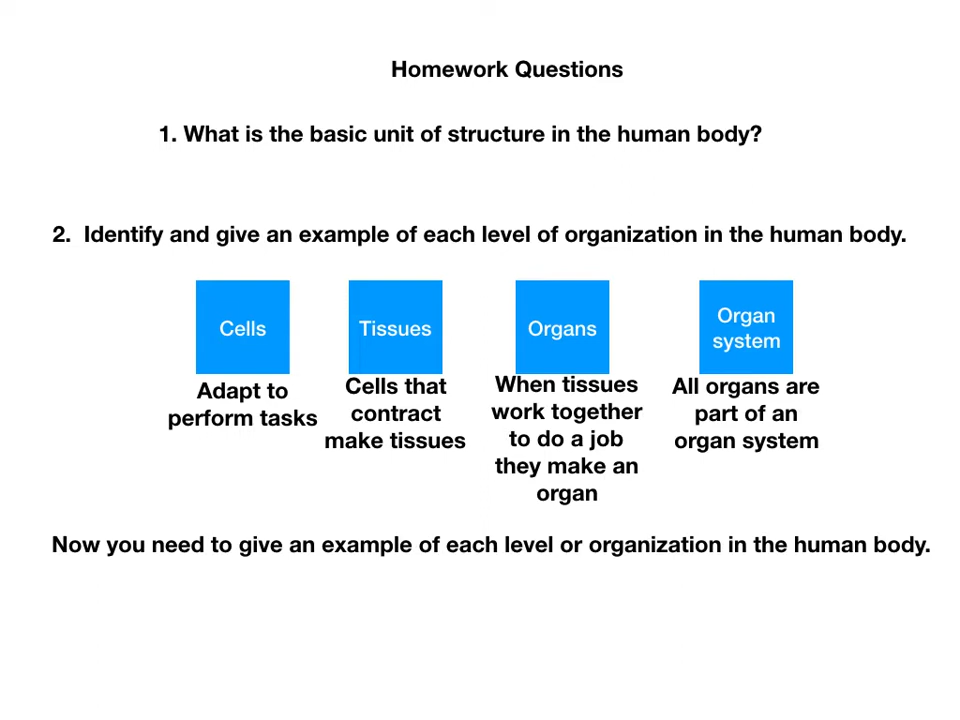 Homework Questions
1. What is the basic unit of structure in the human body?
2. Identify and give an example of each level of organization in the human body.
Cells
Adapt to
perform tasks
Tissues
Cells that
contract
make tissues
Organs
When tissues
work together
to do a job
they make an
organ
Organ
system
All organs are
part of an
organ system
Now you need to give an example of each level or organization in the human body.